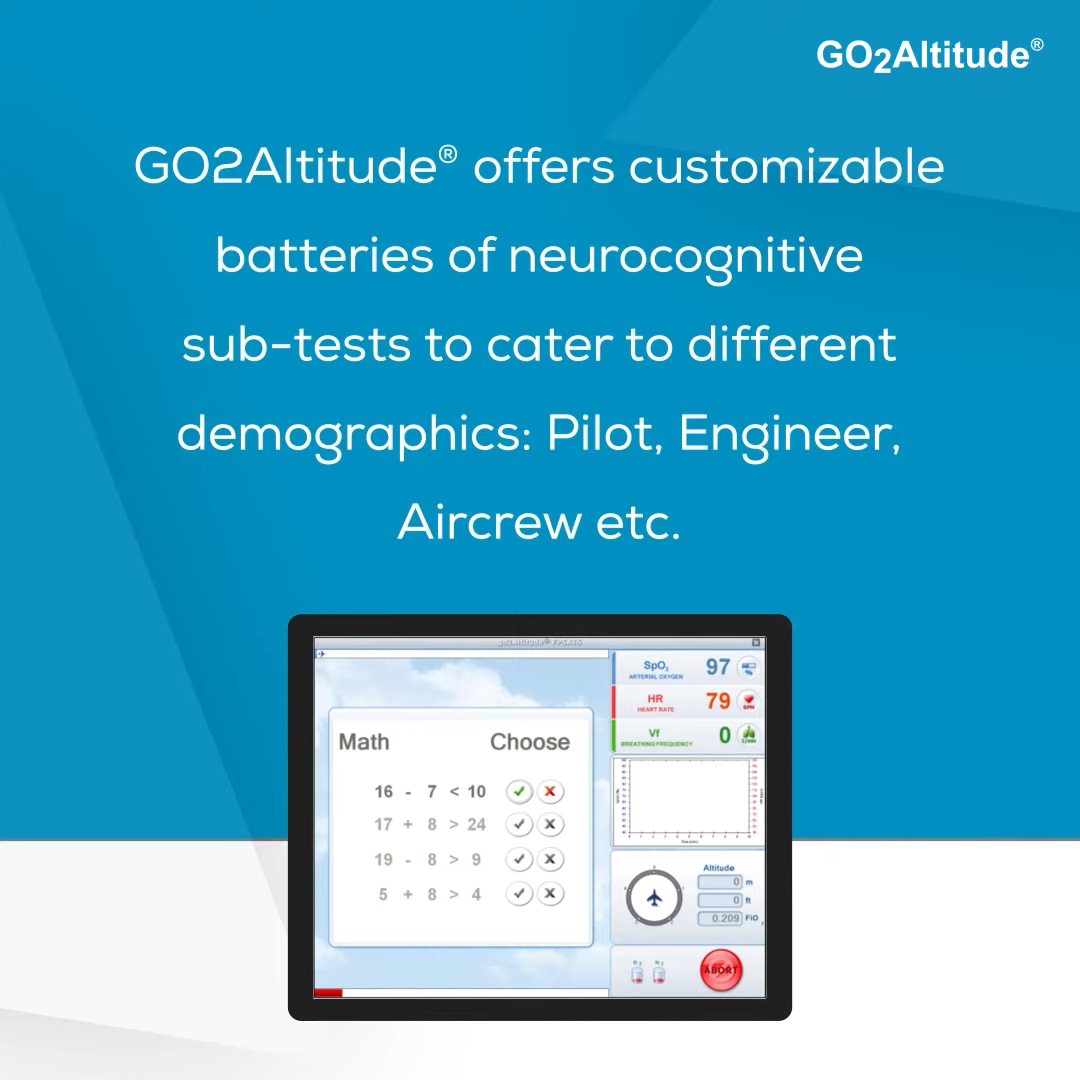 GO2Altitude®
GO2Altitude® offers customizable
batteries of neurocognitive
sub-tests to cater to different
demographics: Pilot, Engineer,
Aircrew etc.
SpO2 97
ARTERIAL OXYGEN
HR 79
HEART RATE
BPM
Vf 0
BREATHING FREQUENCY
Math Choose
16 - 7 < 10
17 + 8 > 24
19 - 8 > 9
5 + 8 > 4
Altitude
0 m
0 ft
0.209 FiO2
O2 N2
ABORT